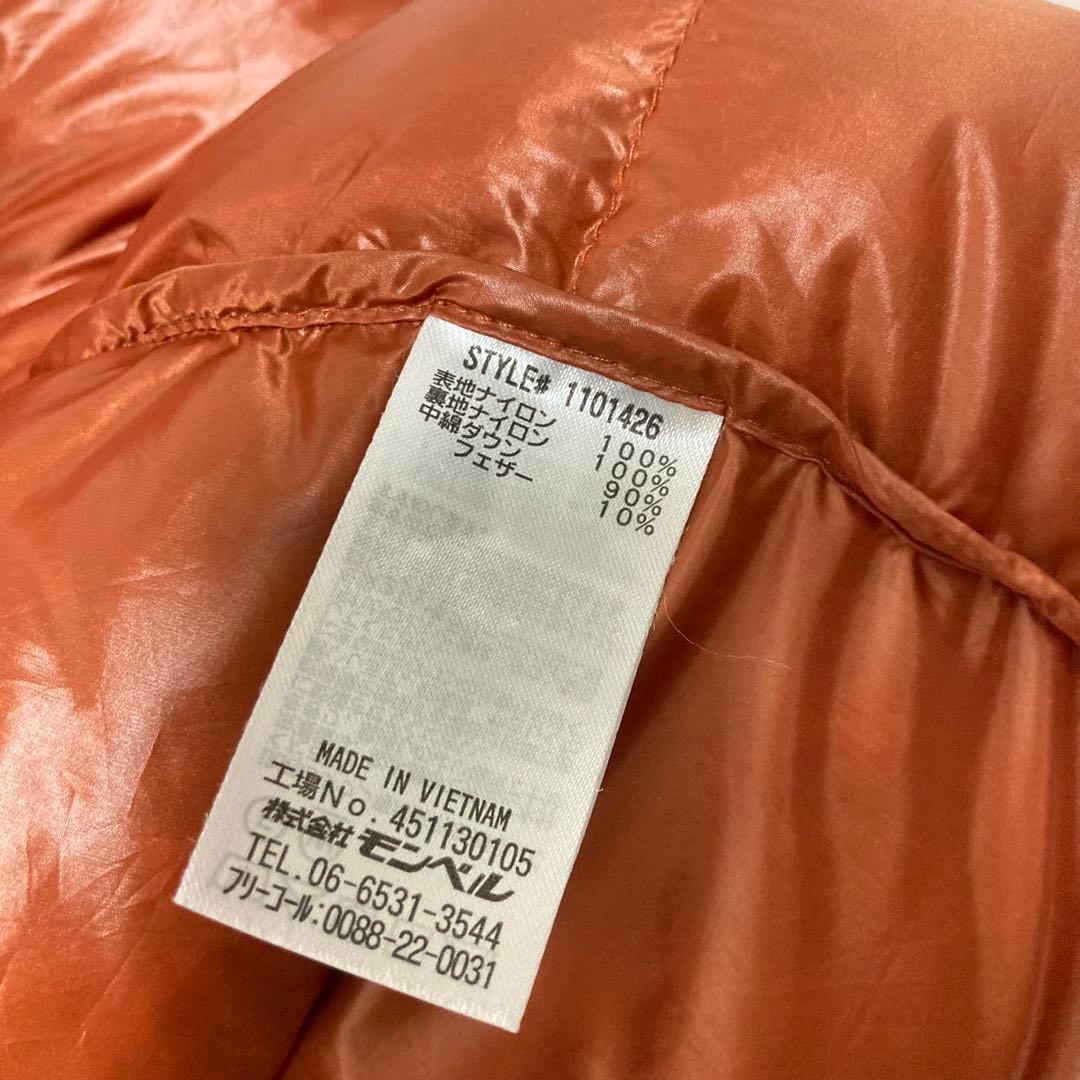 STYLE# 1101426
表地ナイロン 100%
裏地ナイロン 100%
中綿ダウン 90%
フェザー 10%
MADE IN VIETNAM
工場No. 451130105
株式会社モンベル
TEL.06-6531-3544
フリーコール:0088-22-0031